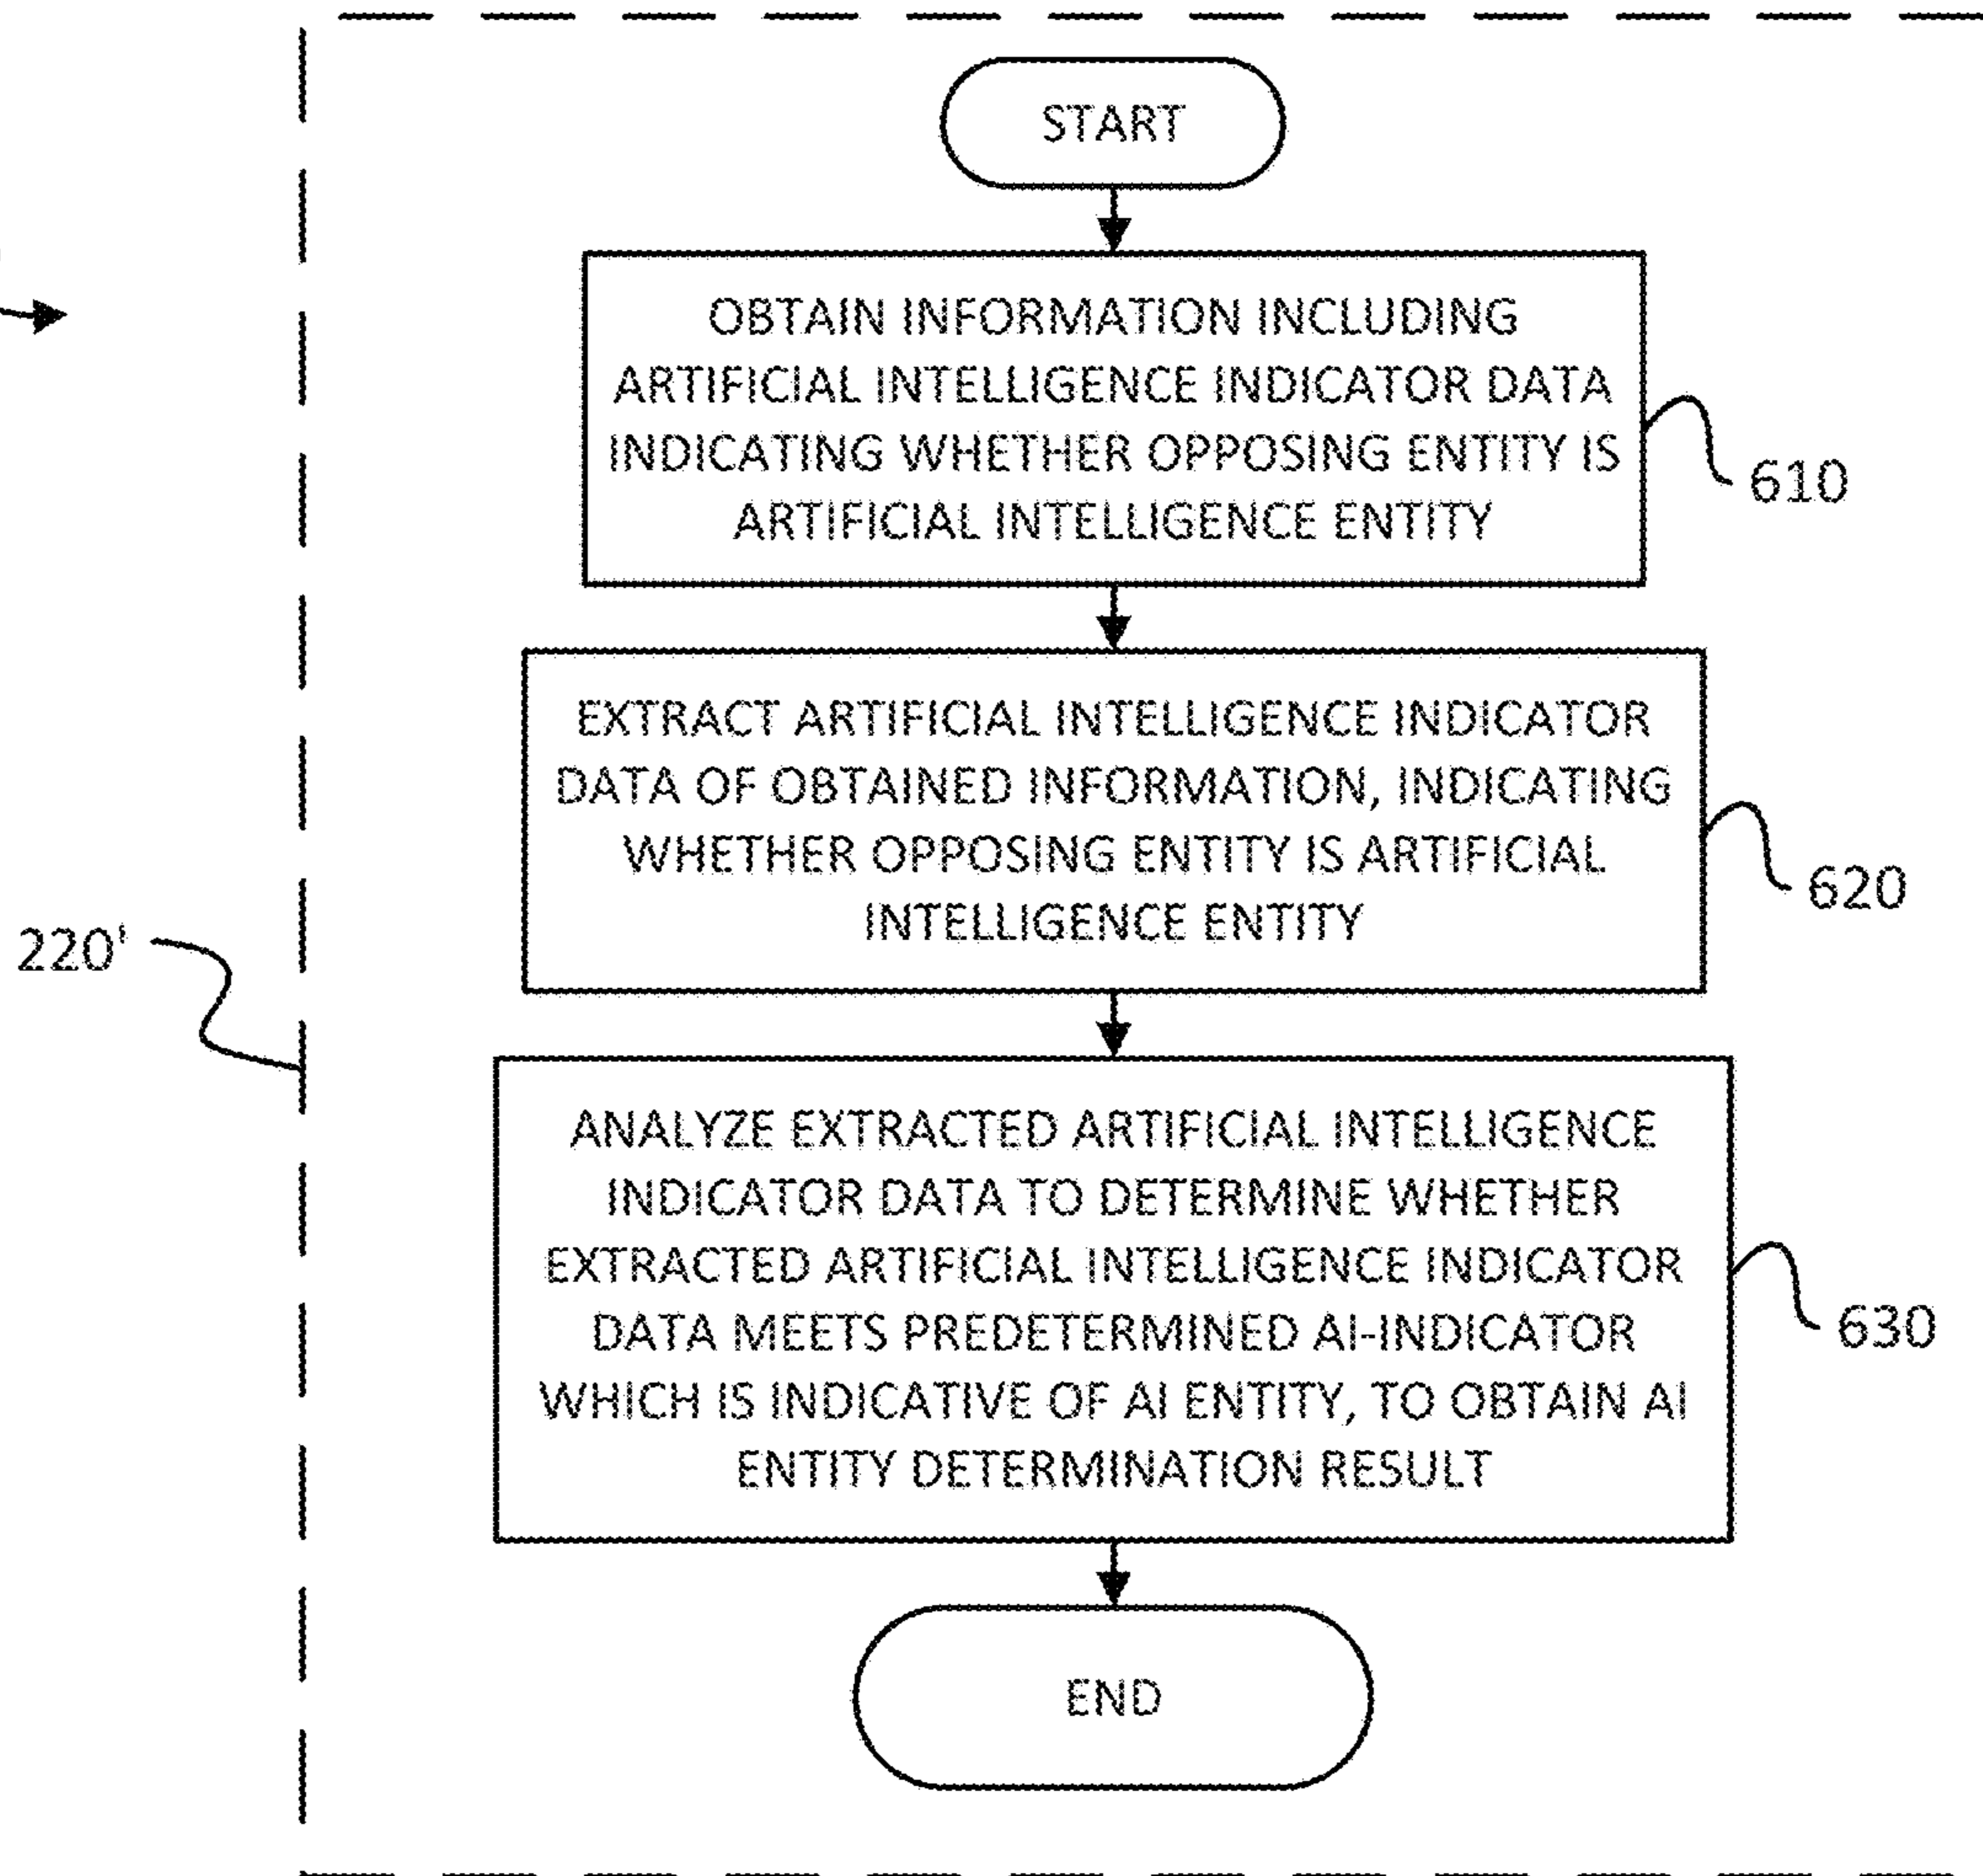 START
OBTAIN INFORMATION INCLUDING
ARTIFICIAL INTELLIGENCE INDICATOR DATA
INDICATING WHETHER OPPOSING ENTITY IS
ARTIFICIAL INTELLIGENCE ENTITY
610
EXTRACT ARTIFICIAL INTELLIGENCE INDICATOR
DATA OF OBTAINED INFORMATION, INDICATING
WHETHER OPPOSING ENTITY IS ARTIFICIAL
INTELLIGENCE ENTITY
620
220'
ANALYZE EXTRACTED ARTIFICIAL INTELLIGENCE
INDICATOR DATA TO DETERMINE WHETHER
EXTRACTED ARTIFICIAL INTELLIGENCE INDICATOR
DATA MEETS PREDETERMINED AI-INDICATOR
WHICH IS INDICATIVE OF AI ENTITY, TO OBTAIN AI
ENTITY DETERMINATION RESULT
630
END